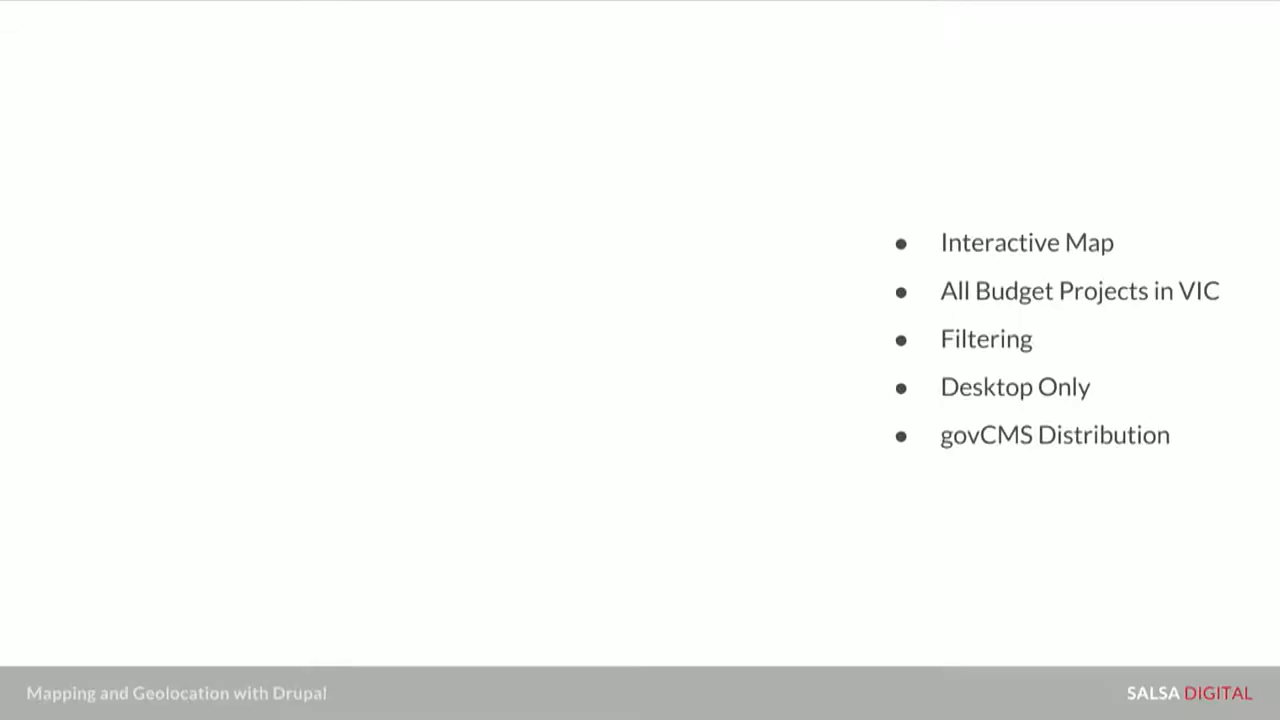 Interactive Map
All Budget Projects in VIC
Filtering
Desktop Only
govCMS Distribution
Mapping and Geolocation with Drupal
SALSA DIGITAL